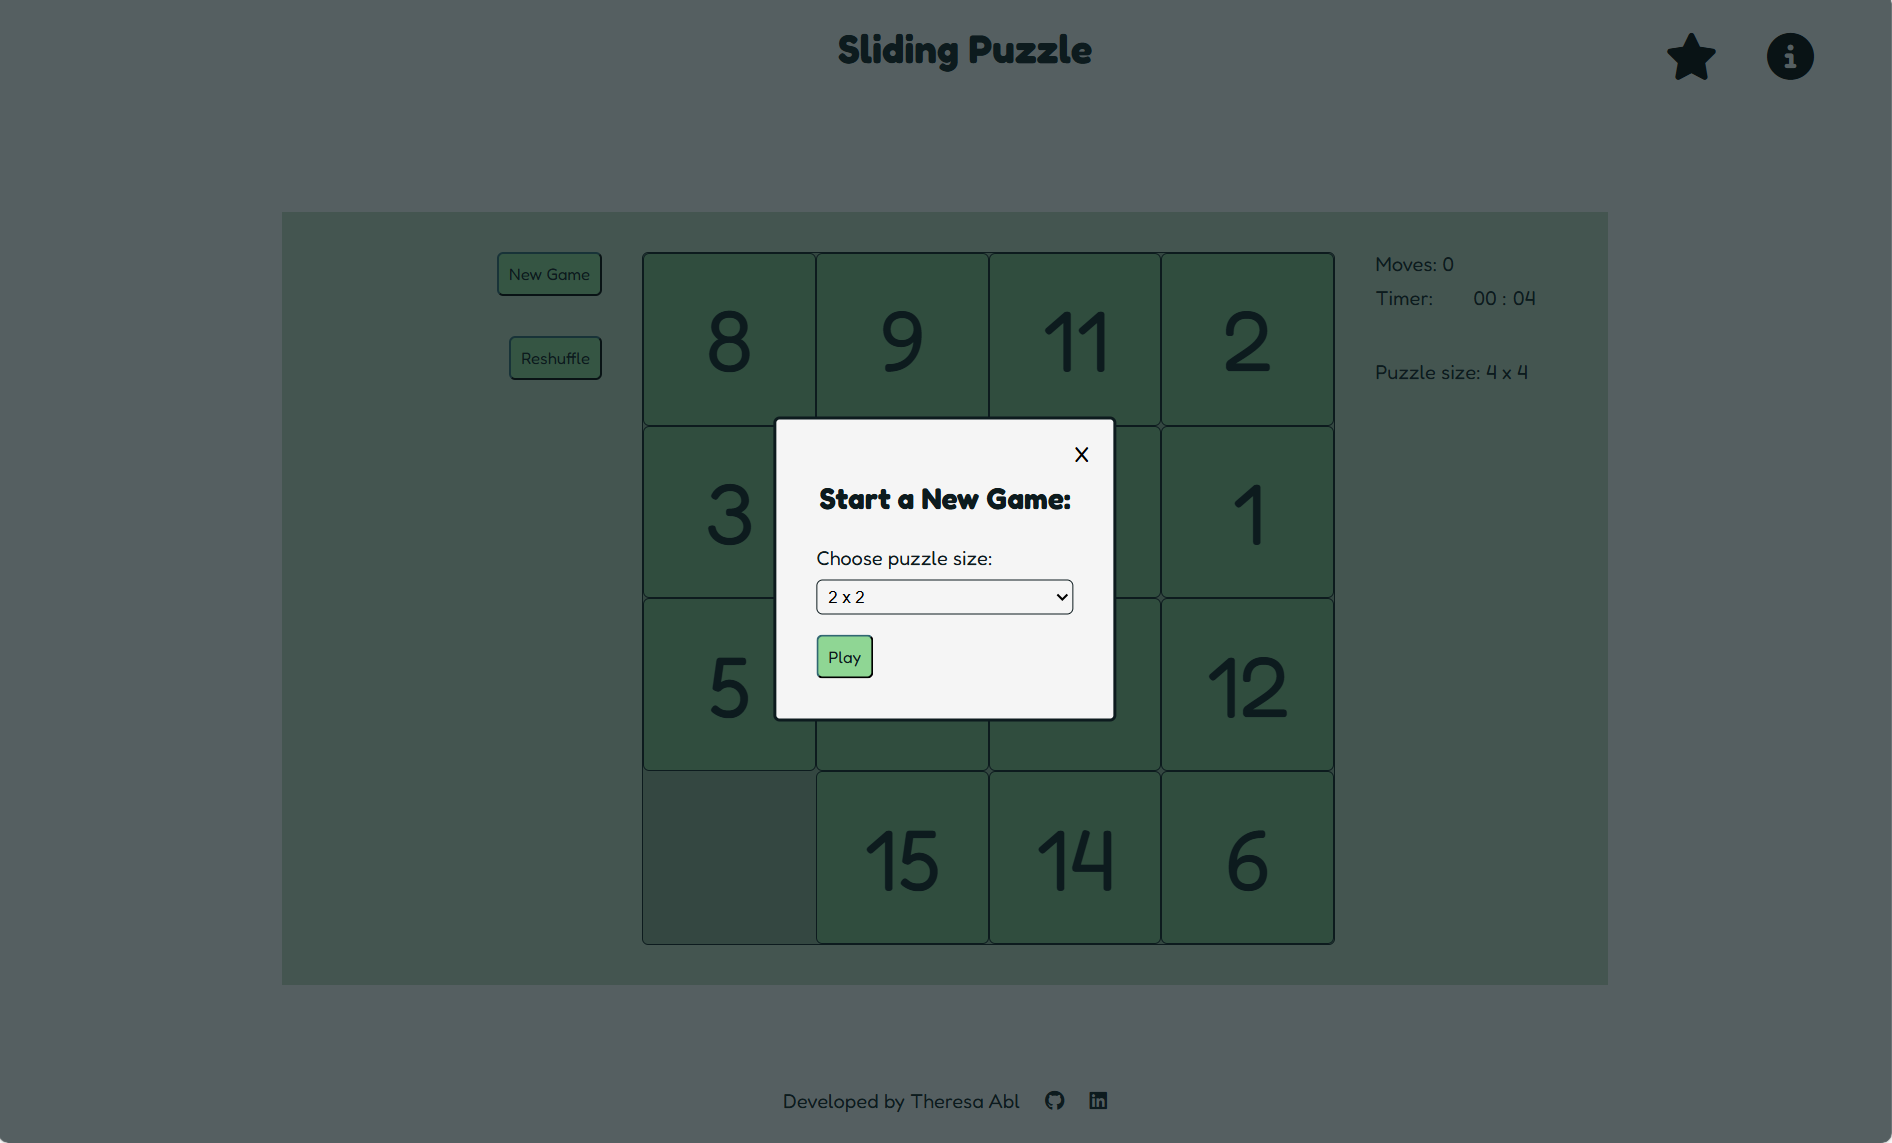 Sliding Puzzle
New Game
Reshuffle
8 9 11 2
3 1
5 12
15 14 6
Moves: 0
Timer: 00 : 04
Puzzle size: 4 x 4
X
Start a New Game:
Choose puzzle size:
2 x 2
Play
Developed by Theresa Abl